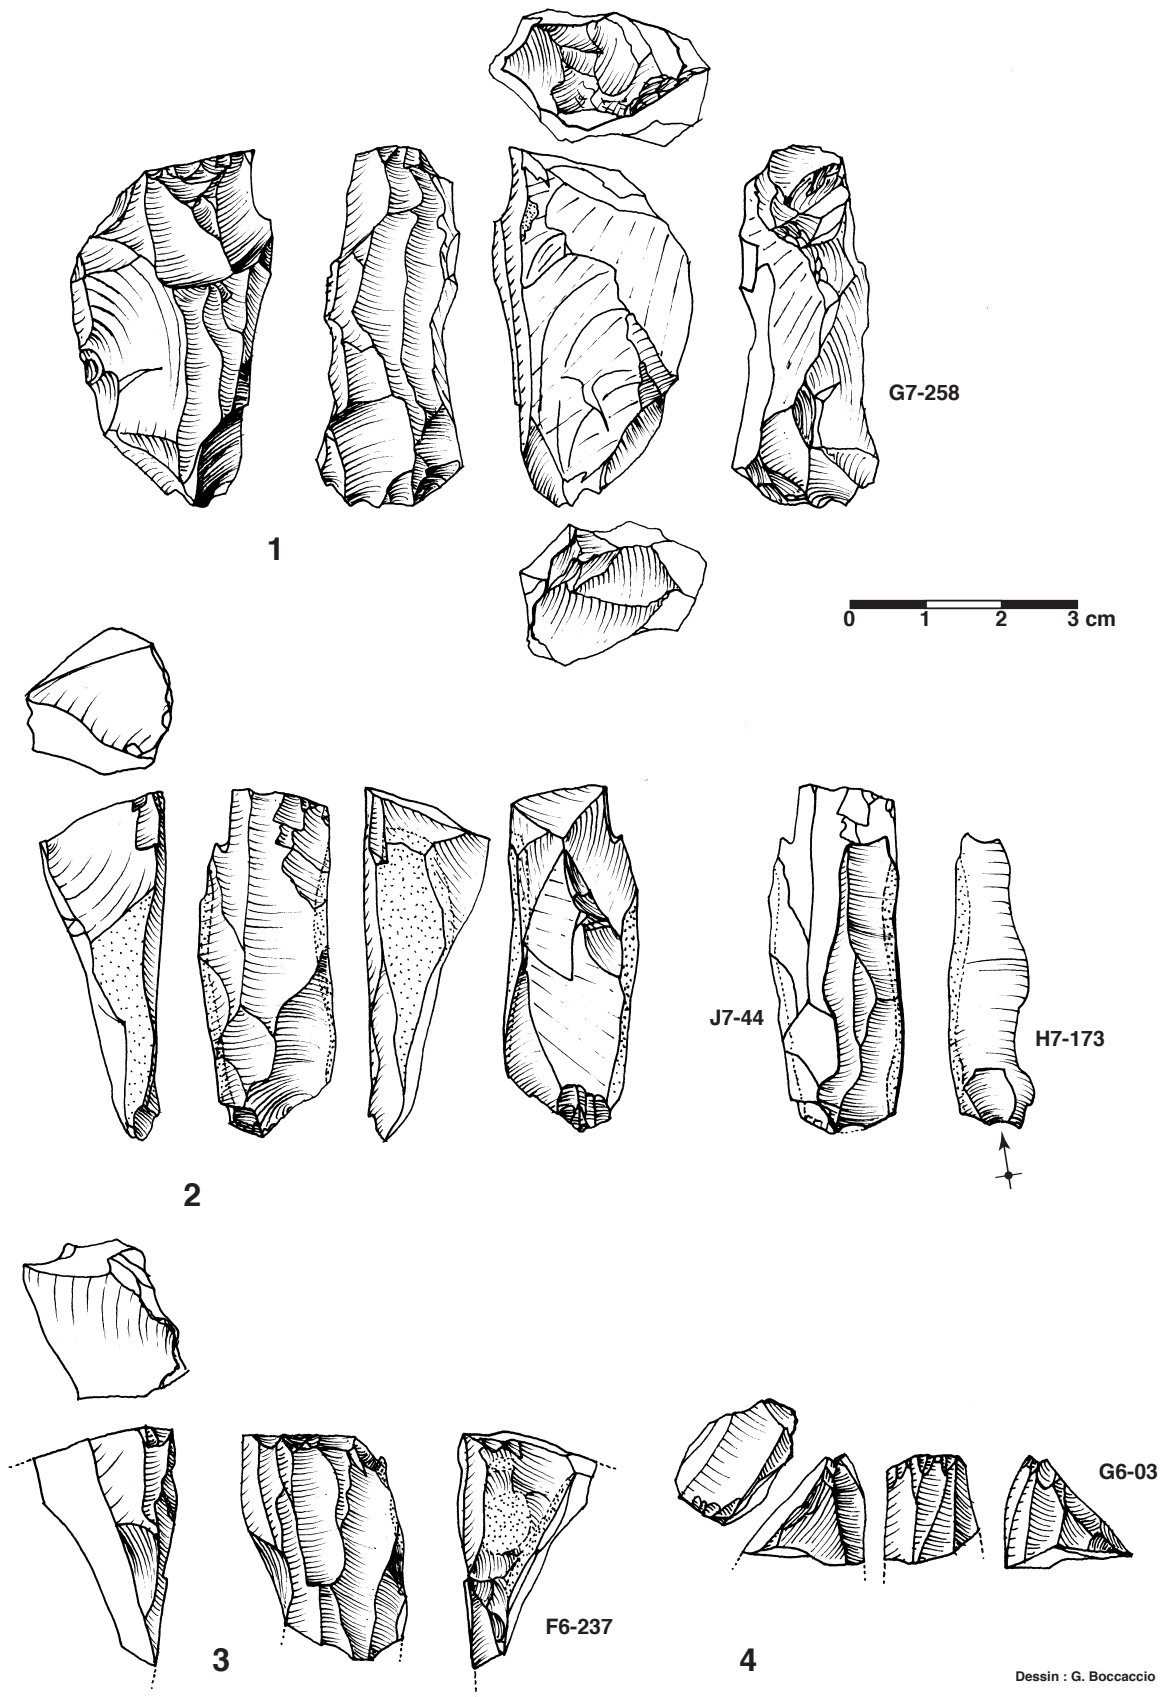 G7-258
1
0 1 2 3 cm
J7-44
H7-173
2
G6-03
F6-237
3
4
Dessin : G. Boccaccio